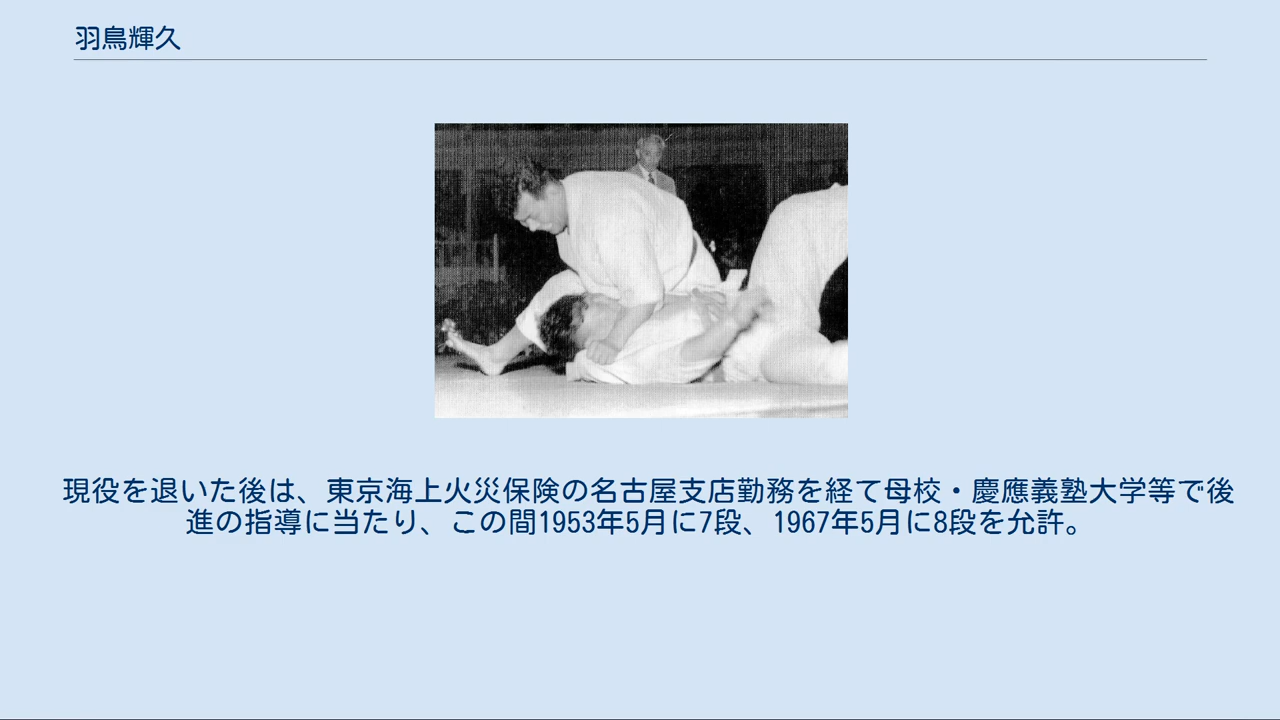 羽鳥輝久
現役を退いた後は、東京海上火災保険の名古屋支店勤務を経て母校・慶應義塾大学等で後
進の指導に当たり、この間1953年5月に7段、1967年5月に8段を允許。